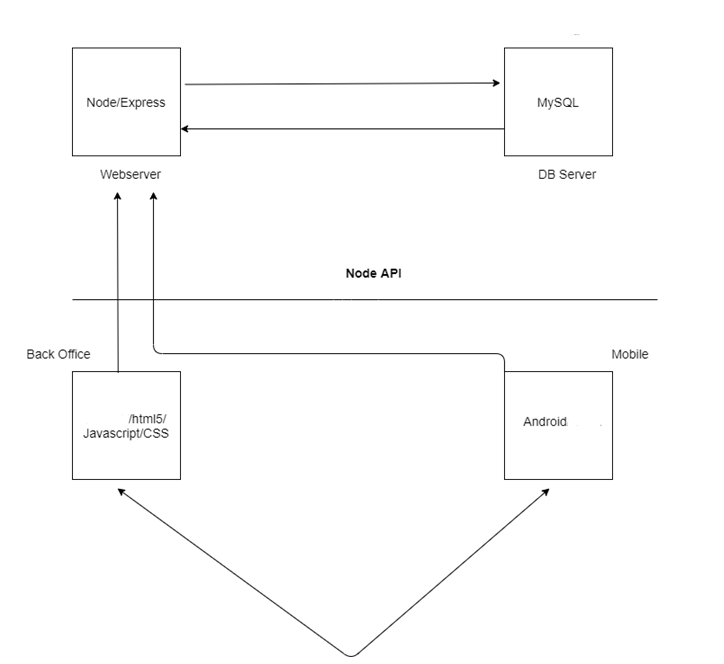 Node/Express
MySQL
Webserver
DB Server
Node API
Back Office
Mobile
/html5/
Javascript/CSS
Android